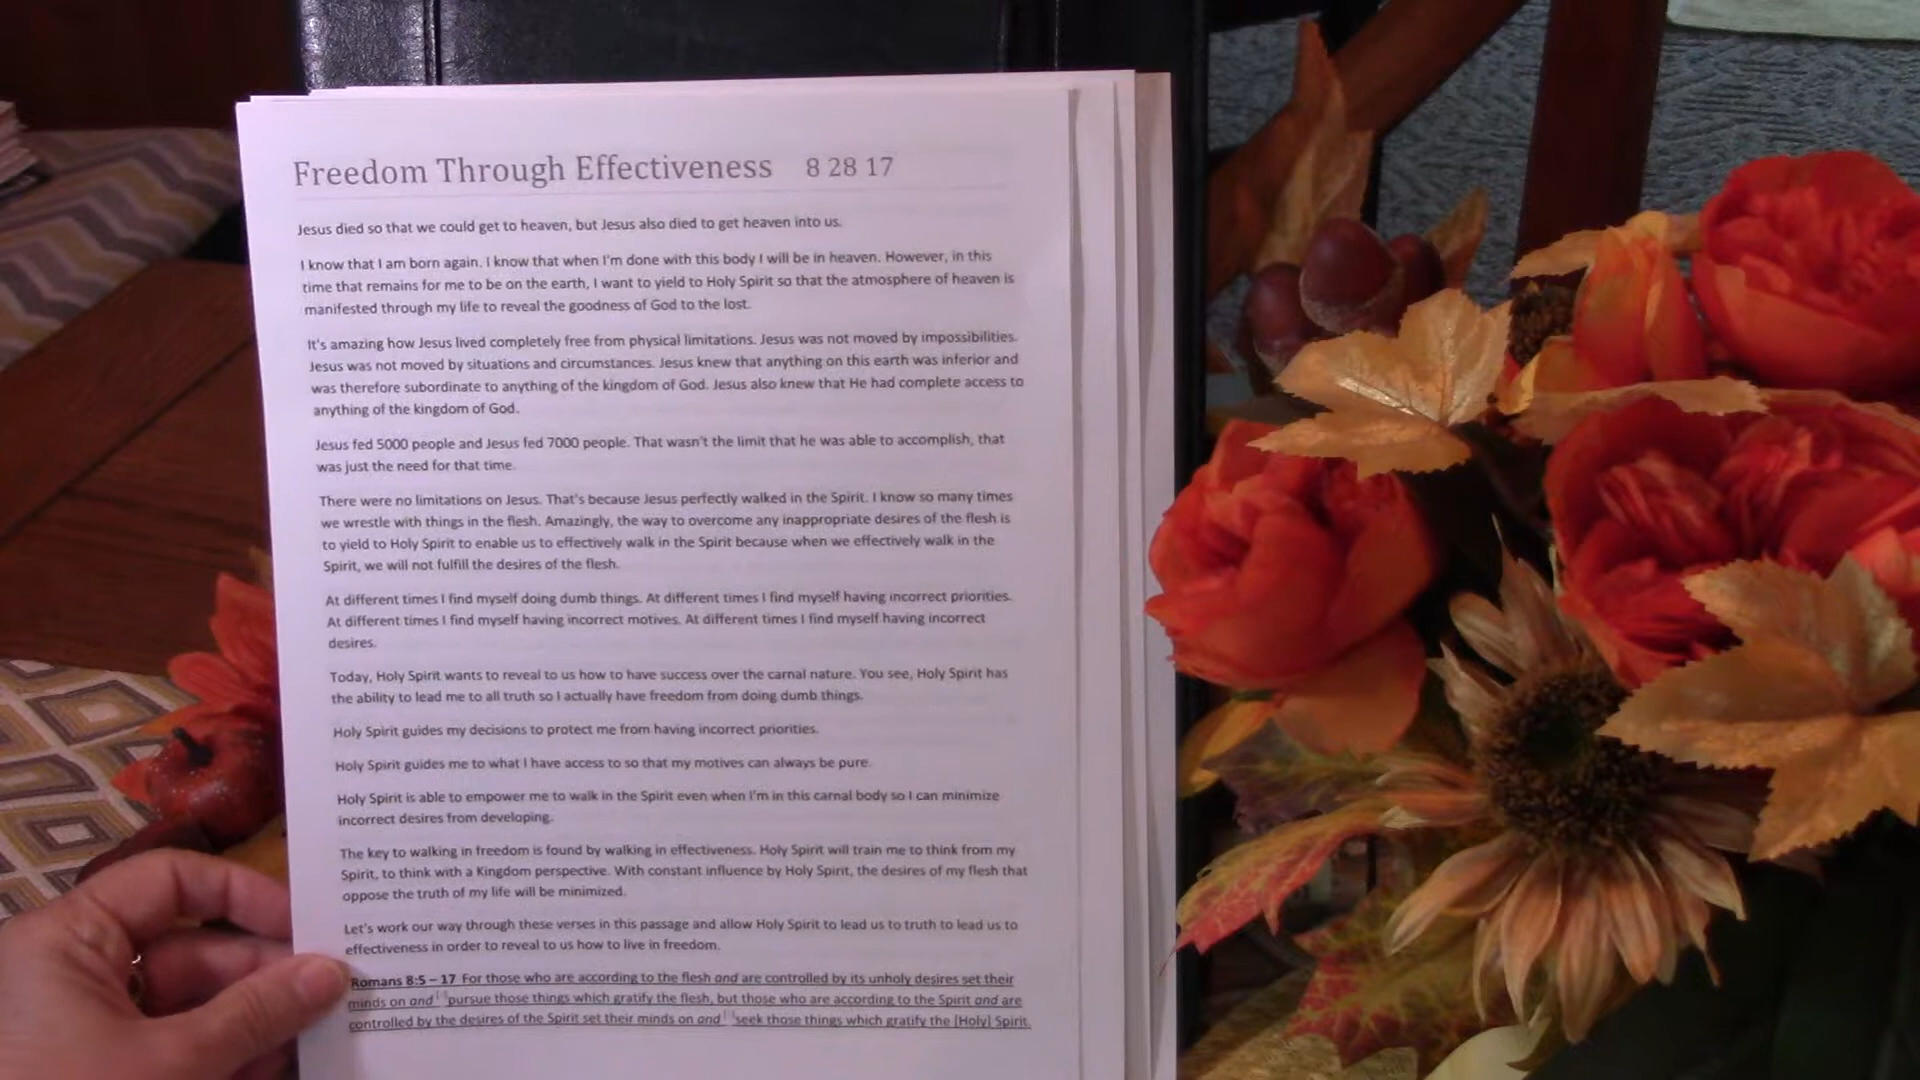 Freedom Through Effectiveness 8 28 17
Jesus died so that we could get to heaven, but Jesus also died to get heaven into us.
I know that I am born again. I know that when I'm done with this body I will be in heaven. However, in this
time that remains for me to be on the earth, I want to yield to Holy Spirit so that the atmosphere of heaven is
manifested through my life to reveal the goodness of God to the lost.
It's amazing how Jesus lived completely free from physical limitations. Jesus was not moved by impossibilities.
Jesus was not moved by situations and circumstances. Jesus knew that anything on this earth was inferior and
was therefore subordinate to anything of the kingdom of God. Jesus also knew that He had complete access to
anything of the kingdom of God.
Jesus fed 5000 people and Jesus fed 7000 people. That wasn't the limit that he was able to accomplish, that
was just the need for that time.
There were no limitations on Jesus. That's because Jesus perfectly walked in the Spirit. I know so many times
we wrestle with things in the flesh. Amazingly, the way to overcome any inappropriate desires of the flesh is
to yield to Holy Spirit to enable us to effectively walk in the Spirit because when we effectively walk in the
Spirit, we will not fulfill the desires of the flesh.
At different times I find myself doing dumb things. At different times I find myself having incorrect priorities.
At different times I find myself having incorrect motives. At different times I find myself having incorrect
desires.
Today, Holy Spirit wants to reveal to us how to have success over the carnal nature. You see, Holy Spirit has
the ability to lead me to all truth so I actually have freedom from doing dumb things.
Holy Spirit guides my decisions to protect me from having incorrect priorities.
Holy Spirit guides me to what I have access to so that my motives can always be pure.
Holy Spirit is able to empower me to walk in the Spirit even when I'm in this carnal body so I can minimize
incorrect desires from developing.
The key to walking in freedom is found by walking in effectiveness. Holy Spirit will train me to think from my
Spirit, to think with a Kingdom perspective. With constant influence by Holy Spirit, the desires of my flesh that
oppose the truth of my life will be minimized.
Let's work our way through these verses in this passage and allow Holy Spirit to lead us to truth to lead us to
effectiveness in order to reveal to us how to live in freedom.
Romans 8:5 – 17 For those who are according to the flesh and are controlled by its unholy desires set their
minds on and pursue those things which gratify the flesh, but those who are according to the Spirit and are
controlled by the desires of the Spirit set their minds on and seek those things which gratify the [Holy] Spirit.